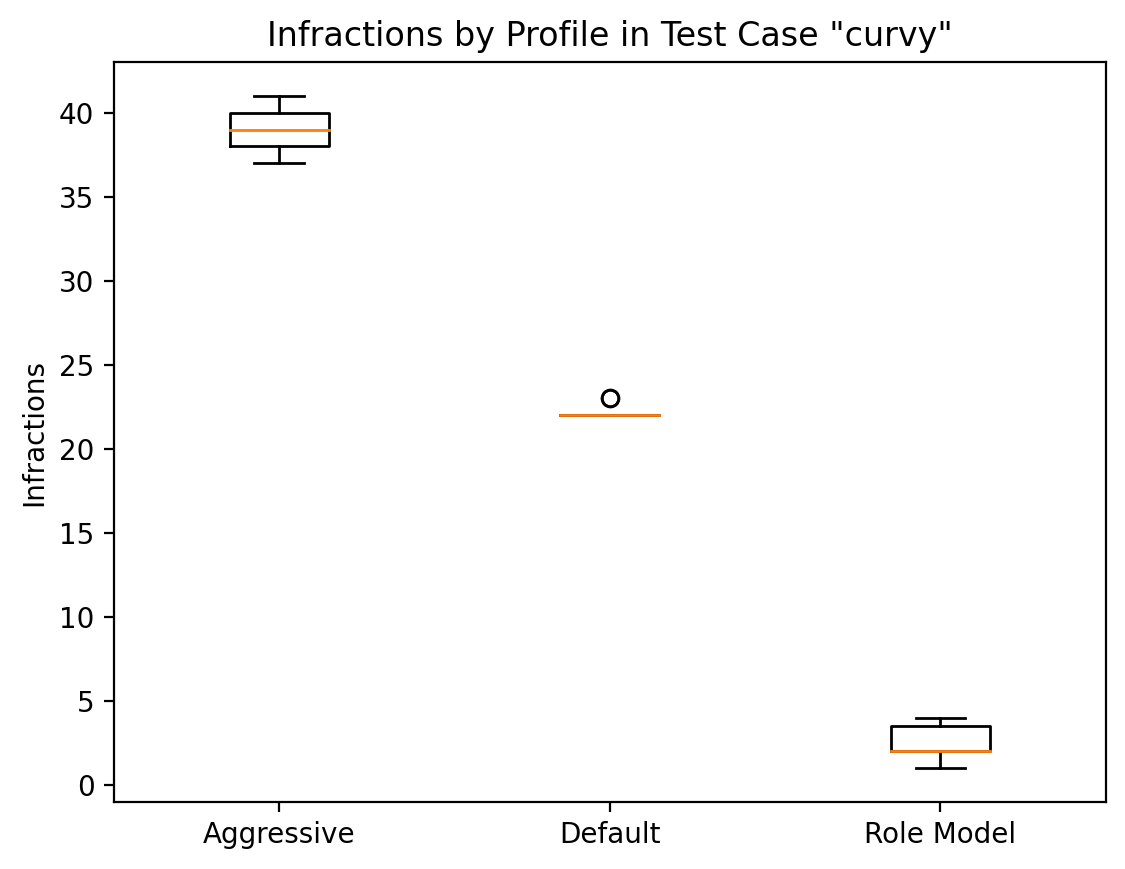 Infractions by Profile in Test Case "curvy"
Infractions
40
35
30
25
20
15
10
5
0
Aggressive
Default
Role Model